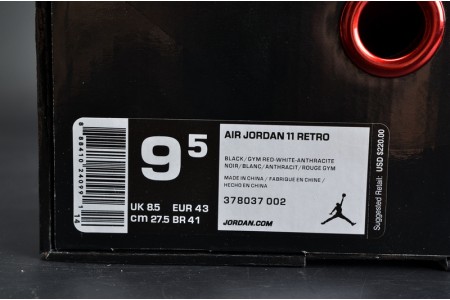 9⁵
UK 8.5 EUR 43
cm 27.5 BR 41
AIR JORDAN 11 RETRO
BLACK/GYM RED-WHITE-ANTHRACITE
NOIR/BLANC/ANTHRACIT/ROUGE GYM
MADE IN CHINA / FABRIQUE EN CHINE /
HECHO EN CHINA
378037 002
JORDAN.COM
Suggested Retail: USD $220.00